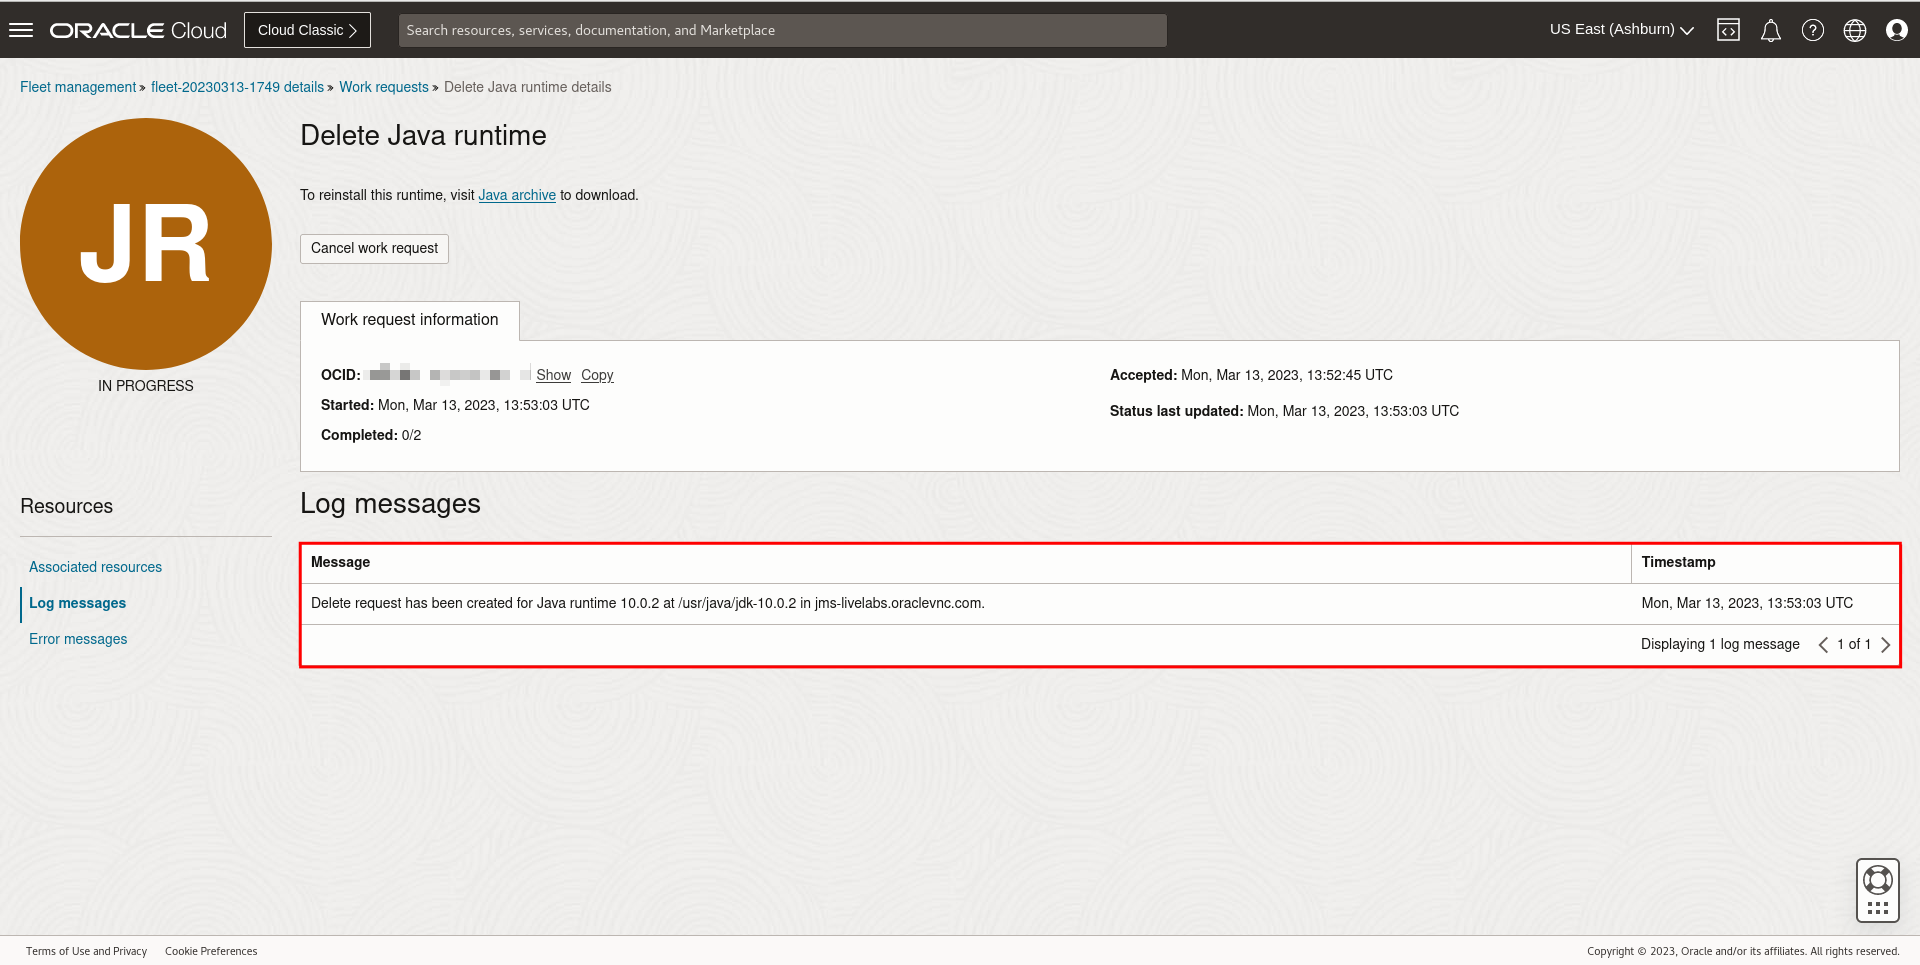 ORACLE Cloud
Cloud Classic
Search resources, services, documentation, and Marketplace
US East (Ashburn)
Fleet management » fleet-20230313-1749 details » Work requests » Delete Java runtime details
JR
IN PROGRESS
Delete Java runtime
To reinstall this runtime, visit Java archive to download.
Cancel work request
Work request information
OCID: Show Copy
Started: Mon, Mar 13, 2023, 13:53:03 UTC
Completed: 0/2
Accepted: Mon, Mar 13, 2023, 13:52:45 UTC
Status last updated: Mon, Mar 13, 2023, 13:53:03 UTC
Resources
Associated resources
Log messages
Error messages
Log messages
Message Timestamp
Delete request has been created for Java runtime 10.0.2 at /usr/java/jdk-10.0.2 in jms-livelabs.oraclevnc.com. Mon, Mar 13, 2023, 13:53:03 UTC
Displaying 1 log message < 1 of 1 >
Terms of Use and Privacy Cookie Preferences
Copyright © 2023, Oracle and/or its affiliates. All rights reserved.